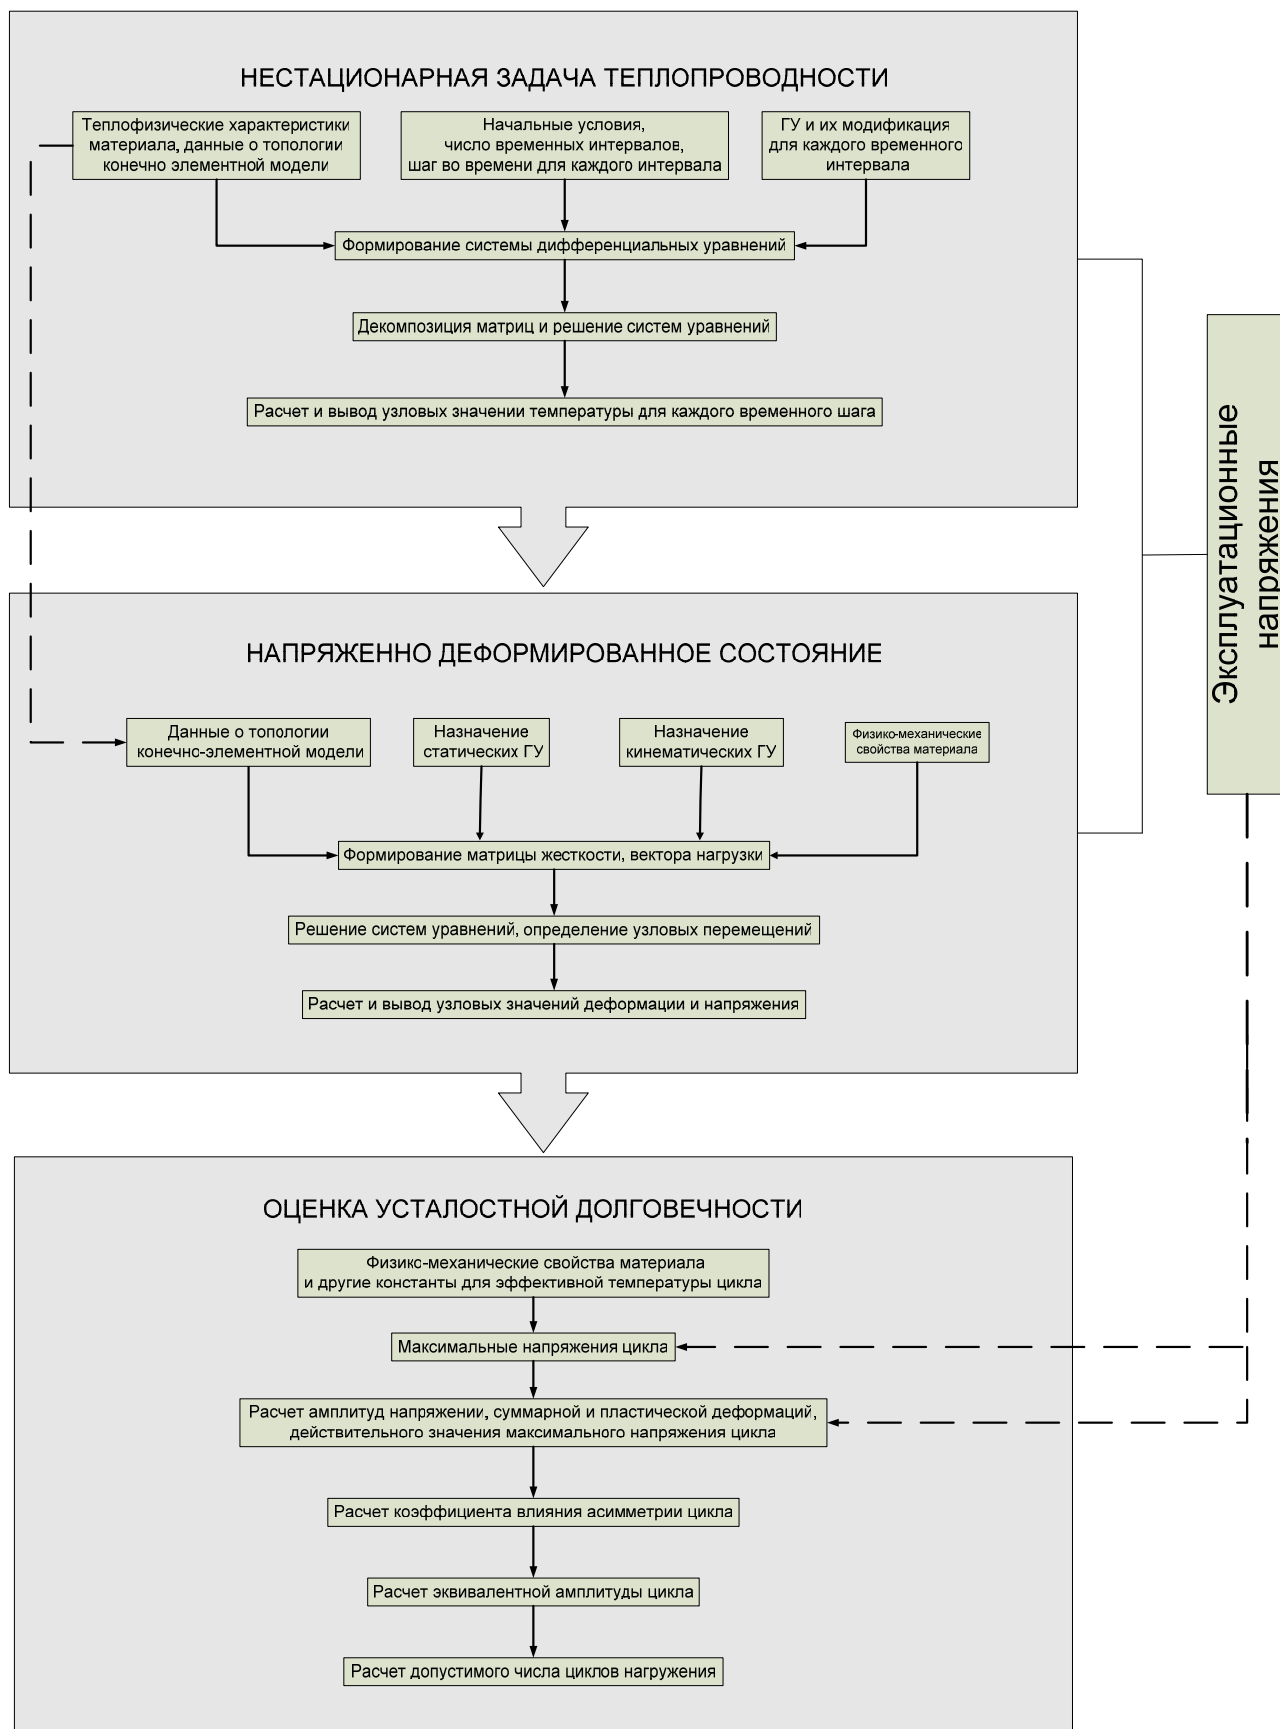 НЕСТАЦИОНАРНАЯ ЗАДАЧА ТЕПЛОПРОВОДНОСТИ
Теплофизические характеристики
материала, данные о топологии
конечно элементной модели
Начальные условия,
число временных интервалов,
шаг во времени для каждого интервала
ГУ и их модификация
для каждого временного
интервала
Формирование системы дифференциальных уравнений
Декомпозиция матриц и решение систем уравнений
Расчет и вывод узловых значении температуры для каждого временного шага
Эксплуатационные
напряжения
НАПРЯЖЕННО ДЕФОРМИРОВАННОЕ СОСТОЯНИЕ
Данные о топологии
конечно-элементной модели
Назначение
статических ГУ
Назначение
кинематических ГУ
Физико-механические
свойства материала
Формирование матрицы жесткости, вектора нагрузки
Решение систем уравнений, определение узловых перемещений
Расчет и вывод узловых значений деформации и напряжения
ОЦЕНКА УСТАЛОСТНОЙ ДОЛГОВЕЧНОСТИ
Физико-механические свойства материала
и другие константы для эффективной температуры цикла
Максимальные напряжения цикла
Расчет амплитуд напряжении, суммарной и пластической деформаций,
действительного значения максимального напряжения цикла
Расчет коэффициента влияния асимметрии цикла
Расчет эквивалентной амплитуды цикла
Расчет допустимого числа циклов нагружения